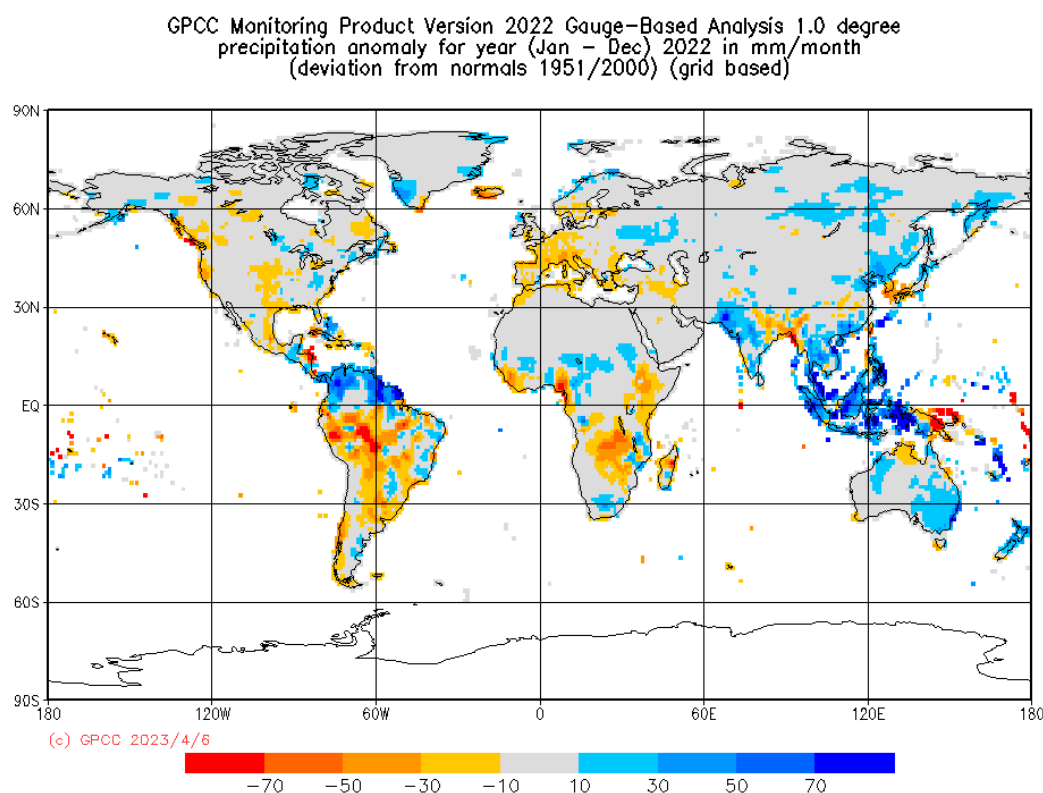 GPCC Monitoring Product Version 2022 Gauge-Based Analysis 1.0 degree
precipitation anomaly for year (Jan - Dec) 2022 in mm/month
(deviation from normals 1951/2000) (grid based)
90N
60N
30N
EQ
30S
60S
90S
180 120W 60W 0 60E 120E 180
(c) GPCC 2023/4/6
-70 -50 -30 -10 10 30 50 70